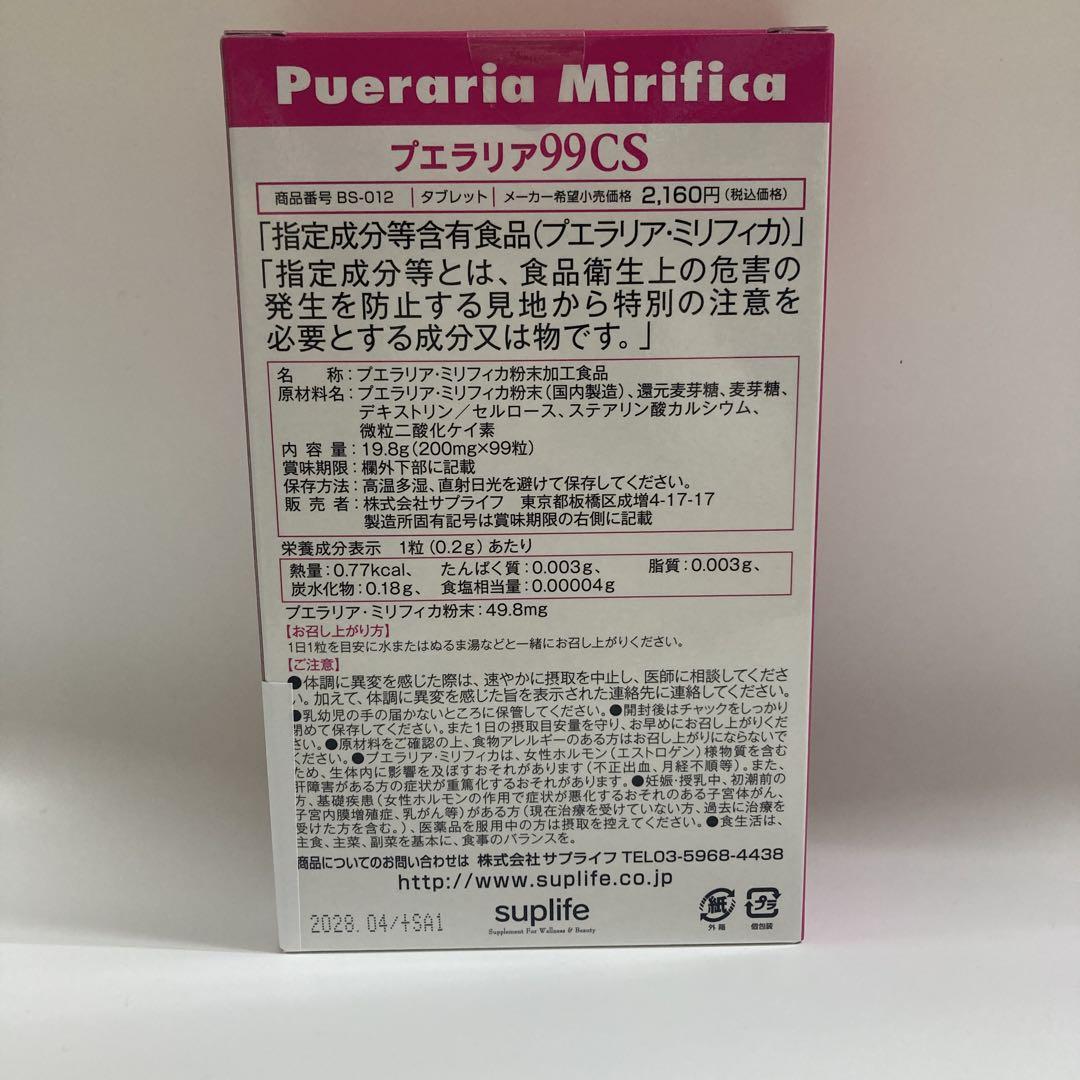 Pueraria Mirifica
プエラリア99CS
商品番号 BS-012 タブレット メーカー希望小売価格 2,160円(税込価格)
「指定成分等含有食品(プエラリア・ミリフィカ)」
「指定成分等とは、食品衛生上の危害の
発生を防止する見地から特別の注意を
必要とする成分又は物です。」
名称:プエラリア・ミリフィカ粉末加工食品
原材料名:プエラリア・ミリフィカ粉末(国内製造)、還元麦芽糖、麦芽糖、
デキストリン/セルロース、ステアリン酸カルシウム、
微粒二酸化ケイ素
内容量:19.8g(200mg×99粒)
賞味期限:欄外下部に記載
保存方法:高温多湿、直射日光を避けて保存してください。
販売者:株式会社サプライフ 東京都板橋区成増4-17-17
製造所固有記号は賞味期限の右側に記載
栄養成分表示 1粒(0.2g)あたり
熱量:0.77kcal、 たんぱく質:0.003g、 脂質:0.003g、
炭水化物:0.18g、 食塩相当量:0.00004g
プエラリア・ミリフィカ粉末:49.8mg
【お召し上がり方】
1日1粒を目安に水またはぬるま湯などと一緒にお召し上がりください。
【ご注意】
●体調に異変を感じた際は、速やかに摂取を中止し、医師に相談してくださ
い。加えて、体調に異変を感じた旨を表示された連絡先に連絡してください。
●乳幼児の手の届かないところに保管してください。●開封後はチャックをしっかり
閉めて保存してください。また1日の摂取目安量を守り、お早めにお召し上がりくだ
さい。●原材料をご確認の上、食物アレルギーのある方はお召し上がりにならないで
ください。●プエラリア・ミリフィカは、女性ホルモン(エストロゲン)様物質を含む
ため、生体内に影響を及ぼすおそれがあります(不正出血、月経不順等)。また、
肝障害がある方の症状が重篤化するおそれがあります。●妊娠・授乳中、初潮前の
方、基礎疾患(女性ホルモンの作用で症状が悪化するおそれのある子宮体がん、
子宮内膜増殖症、乳がん等)がある方(現在治療を受けていない方、過去に治療を
受けた方を含む。)、医薬品を服用中の方は摂取を控えてください。●食生活は、
主食、主菜、副菜を基本に、食事のバランスを。
商品についてのお問い合わせは 株式会社サプライフ TEL03-5968-4438
http://www.suplife.co.jp
2028.04/+SA1
suplife
Supplement For Wellness & Beauty
紙
外箱
プラ
個包装